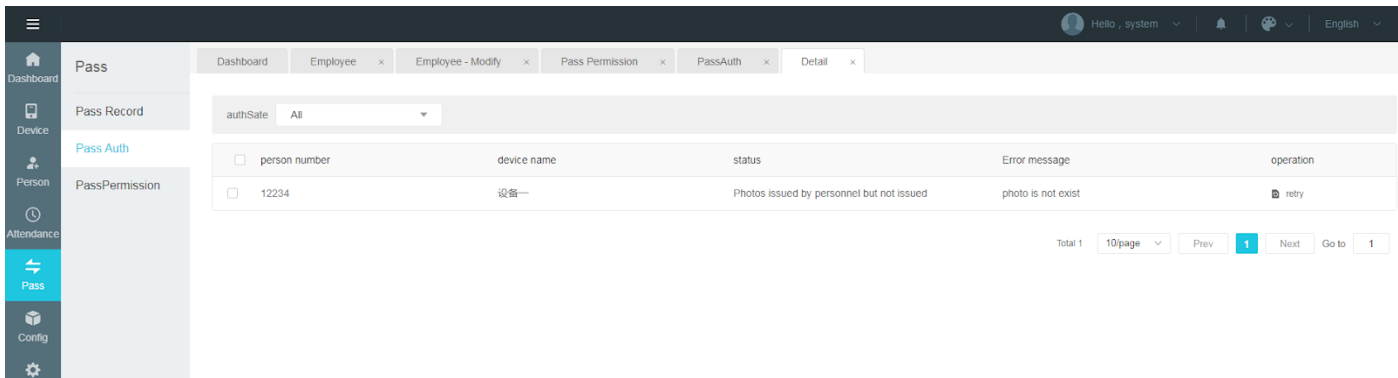 Hello , system
English
Dashboard
Device
Person
Attendance
Pass
Config
Pass
Pass Record
Pass Auth
PassPermission
Dashboard Employee × Employee - Modify × Pass Permission × PassAuth × Detail ×
authSate All
person number device name status Error message operation
12234 设备一 Photos issued by personnel but not issued photo is not exist retry
Total 1 10/page Prev 1 Next Go to 1